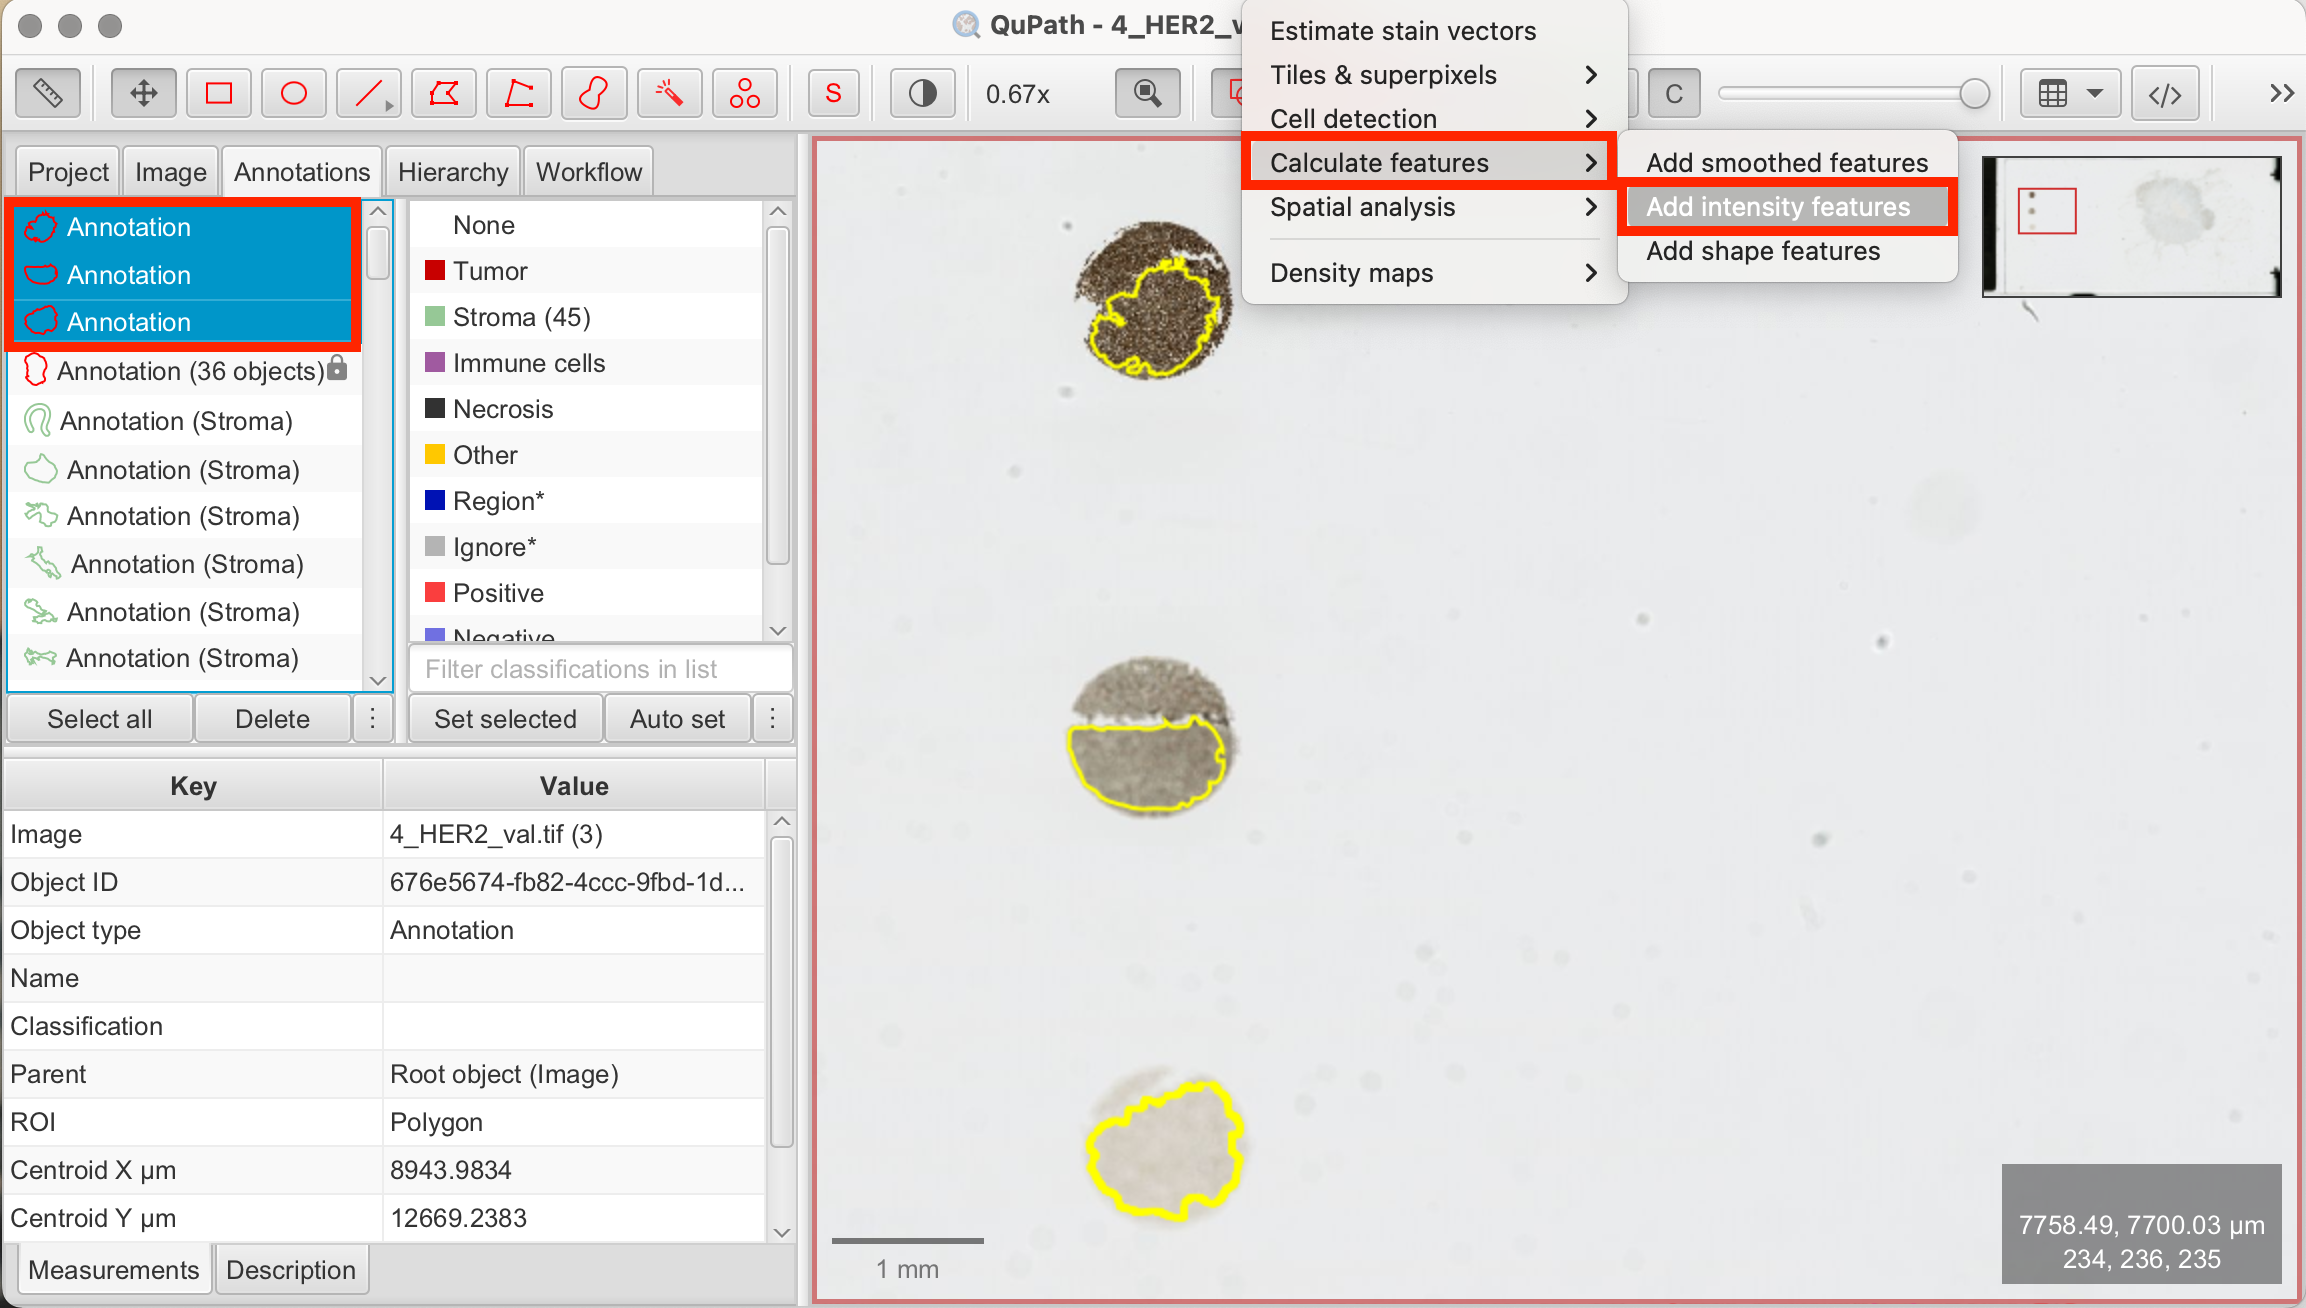 QuPath - 4_HER2_v
S
0.67x
C
Estimate stain vectors
Tiles & superpixels
Cell detection
Calculate features
Spatial analysis
Density maps
Add smoothed features
Add intensity features
Add shape features
Project
Image
Annotations
Hierarchy
Workflow
Annotation
Annotation
Annotation
Annotation (36 objects)
Annotation (Stroma)
Annotation (Stroma)
Annotation (Stroma)
Annotation (Stroma)
Annotation (Stroma)
Annotation (Stroma)
None
Tumor
Stroma (45)
Immune cells
Necrosis
Other
Region*
Ignore*
Positive
Negative
Filter classifications in list
Select all
Delete
Set selected
Auto set
Key Value
Image 4_HER2_val.tif (3)
Object ID 676e5674-fb82-4ccc-9fbd-1d...
Object type Annotation
Name
Classification
Parent Root object (Image)
ROI Polygon
Centroid X µm 8943.9834
Centroid Y µm 12669.2383
Measurements
Description
1 mm
7758.49, 7700.03 µm
234, 236, 235